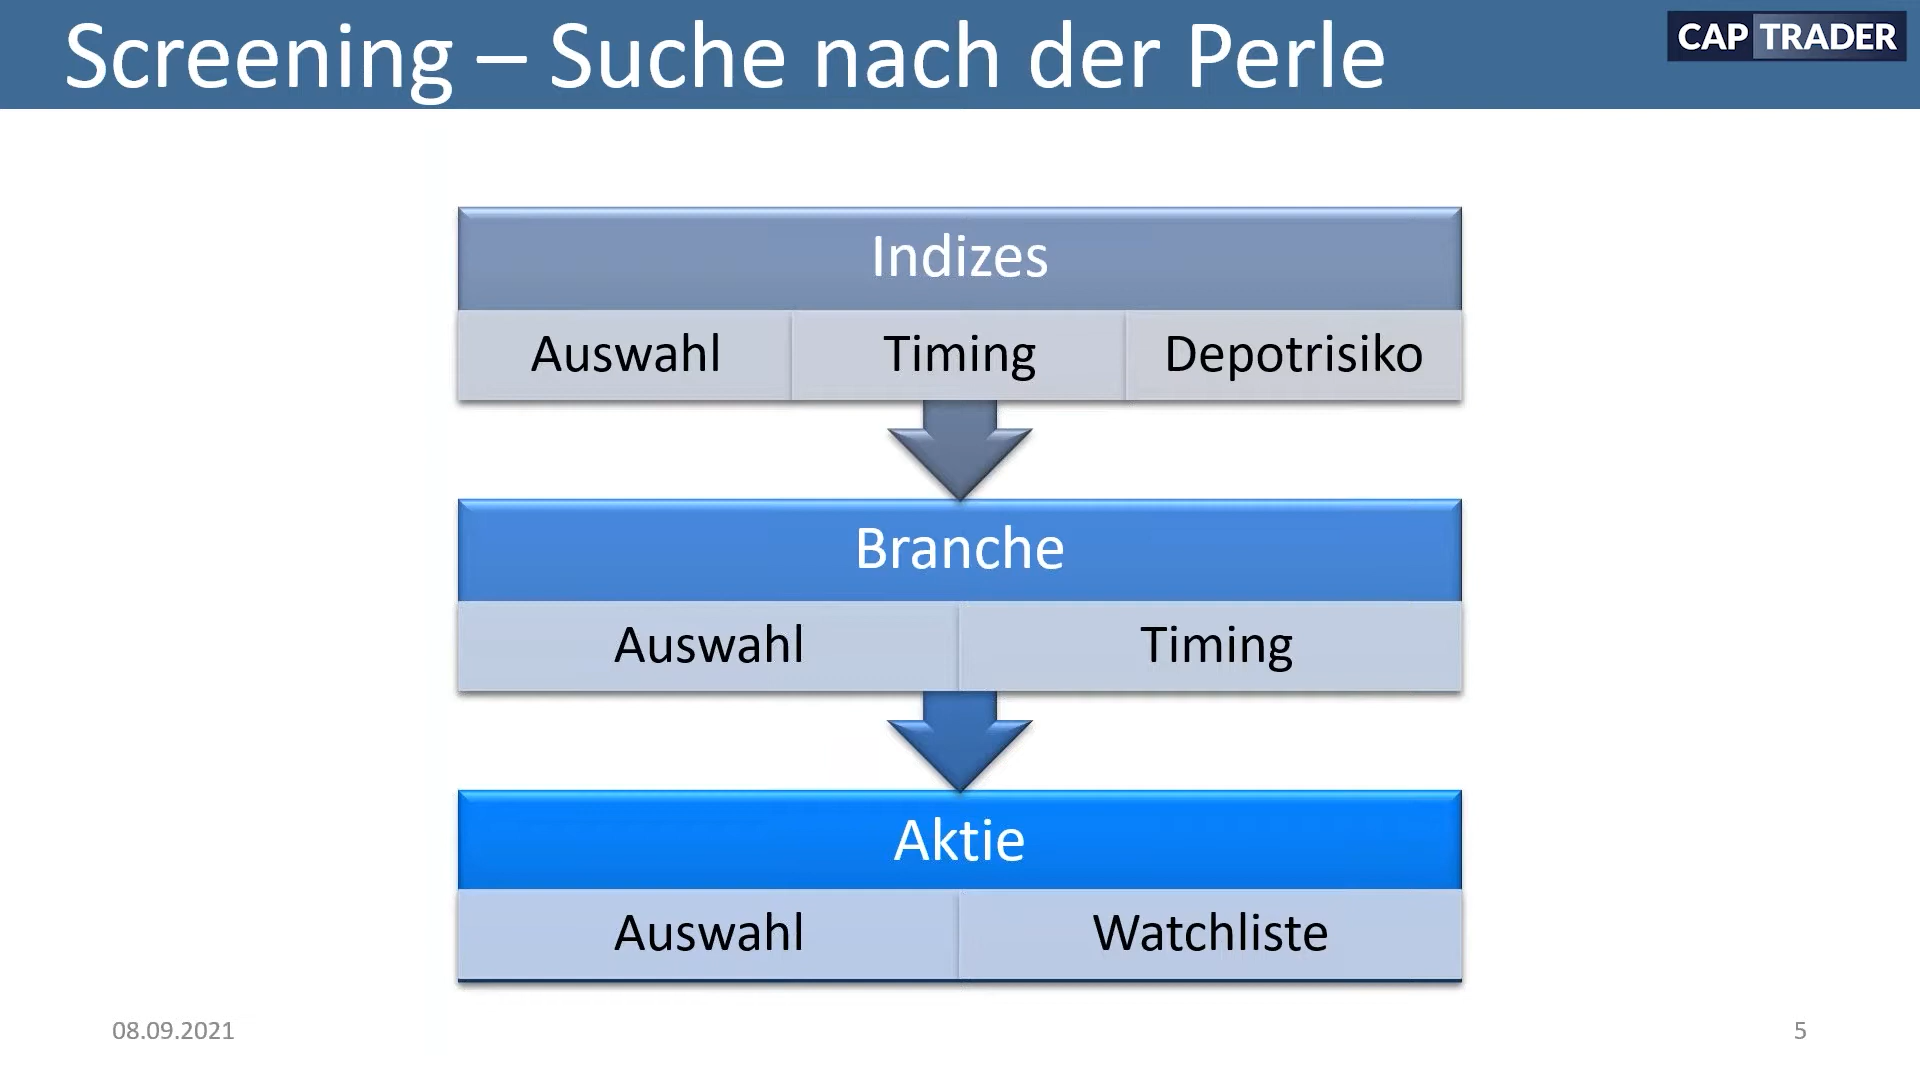 Screening – Suche nach der Perle
CAP TRADER
Indizes
Auswahl Timing Depotrisiko
Branche
Auswahl Timing
Aktie
Auswahl Watchliste
08.09.2021 5